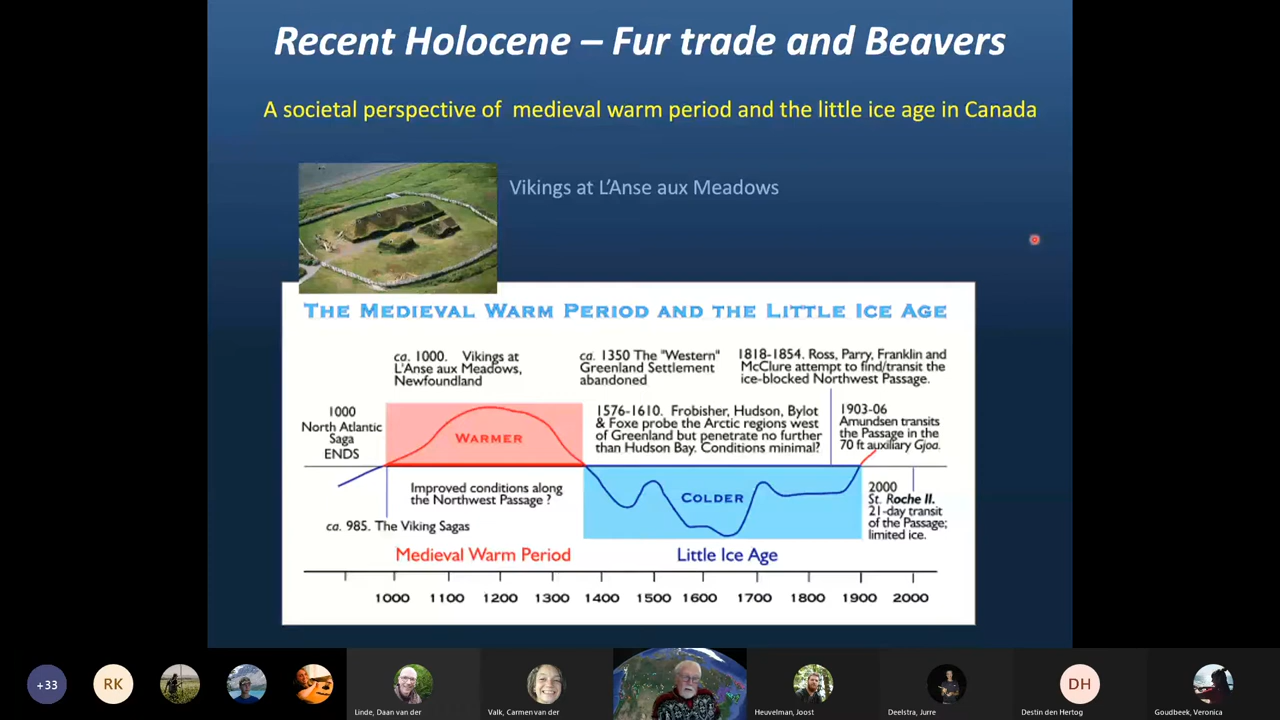 Recent Holocene – Fur trade and Beavers
A societal perspective of medieval warm period and the little ice age in Canada
Vikings at L'Anse aux Meadows
The Medieval Warm Period and the Little Ice Age
ca. 1000. Vikings at
L'Anse aux Meadows,
Newfoundland
ca. 1350 The "Western"
Greenland Settlement
abandoned
1818-1854. Ross, Parry, Franklin and
McClure attempt to find/transit the
ice-blocked Northwest Passage.
1000
North Atlantic
Saga
ENDS
Warmer
1576-1610. Frobisher, Hudson, Bylot
& Foxe probe the Arctic regions west
of Greenland but penetrate no further
than Hudson Bay. Conditions minimal?
1903-06
Amundsen transits
the Passage in the
70 ft auxiliary Gjoa.
Improved conditions along
the Northwest Passage ?
Colder
2000
St. Roche II.
21-day transit
of the Passage;
limited ice.
ca. 985. The Viking Sagas
Medieval Warm Period
Little Ice Age
1000 1100 1200 1300 1400 1500 1600 1700 1800 1900 2000
+33
RK
DH
Linde, Daan van der
Valk, Carmen van der
Heuvelman, Joost
Deelstra, Jurre
Destin den Hertog
Goudbeek, Veronica